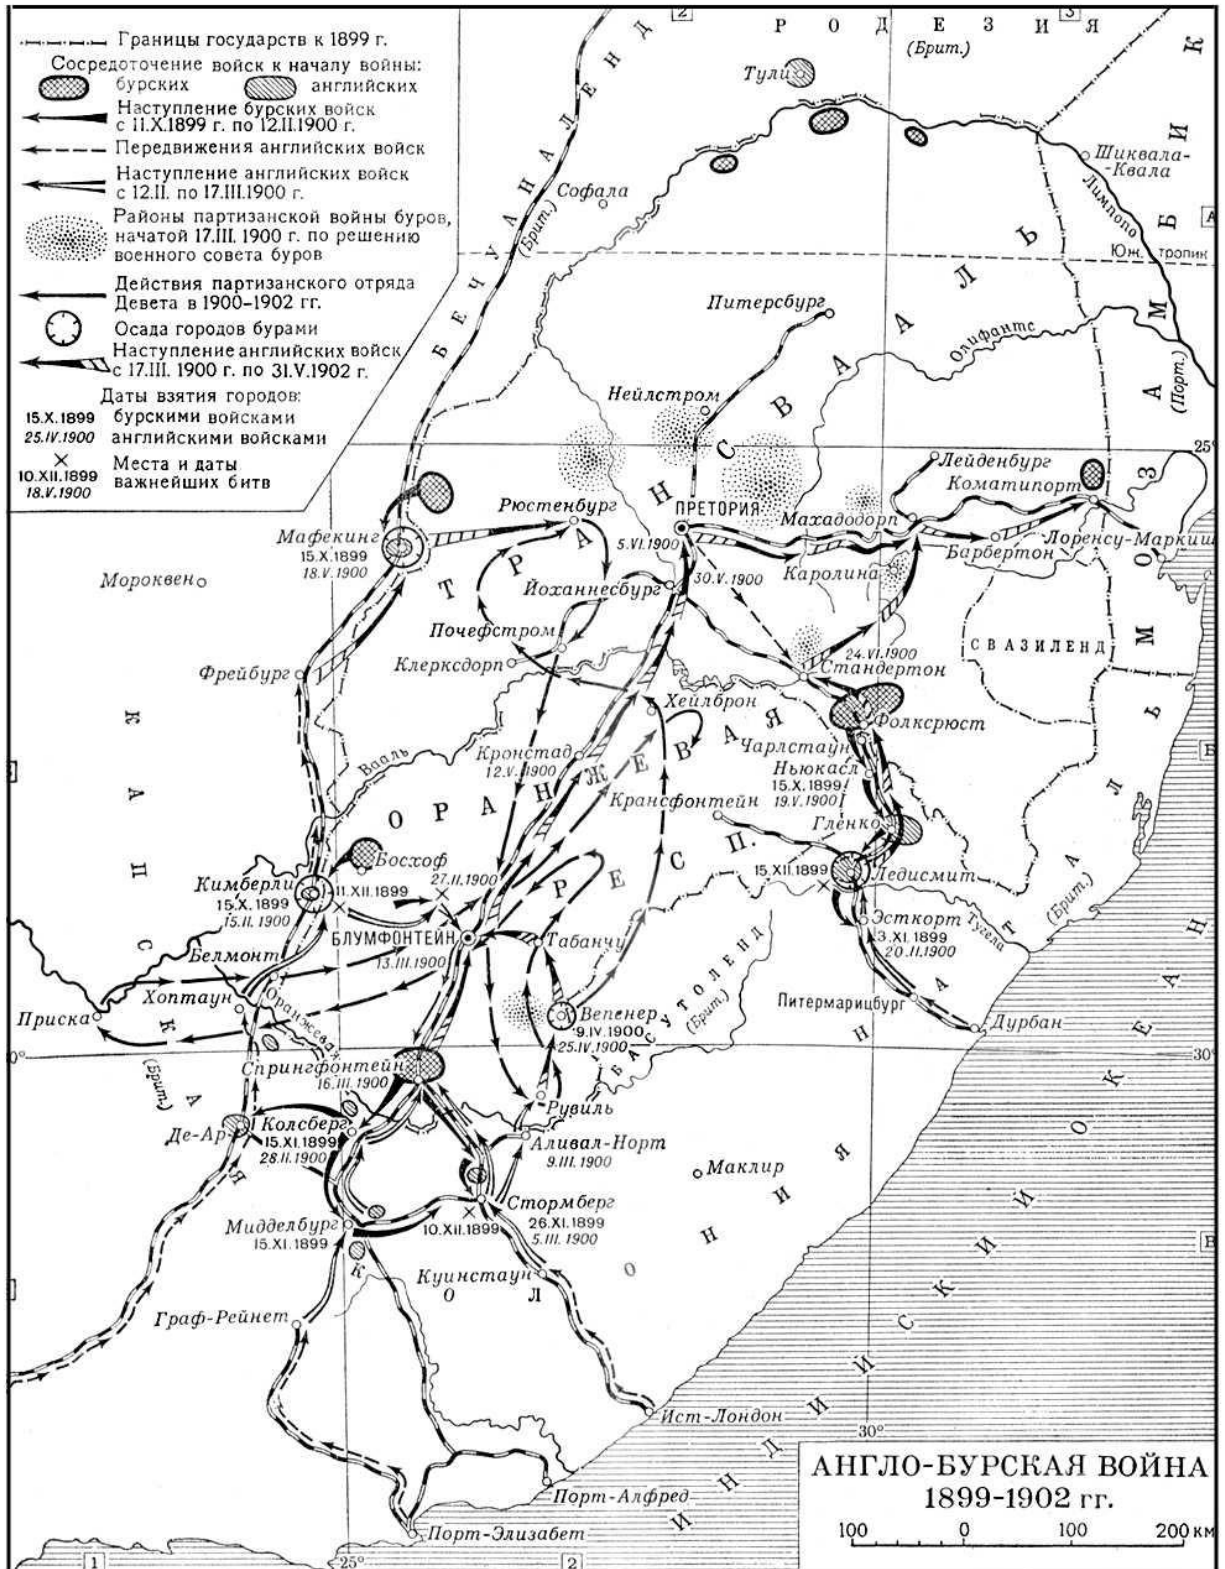 Границы государств к 1899 г.
Сосредоточение войск к началу войны:
бурских английских
Наступление бурских войск
с 11.X.1899 г. по 12.II.1900 г.
Передвижения английских войск
Наступление английских войск
с 12.II. по 17.III.1900 г.
Районы партизанской войны буров,
начатой 17.III.1900 г. по решению
военного совета буров
Действия партизанского отряда
Девета в 1900-1902 гг.
Осада городов бурами
Наступление английских войск
с 17.III. 1900 г. по 31.V.1902 г.
Даты взятия городов:
15.X.1899 бурскими войсками
25.IV.1900 английскими войсками
Места и даты
10.XII.1899 важнейших битв
18.V.1900
2
3
РОДЕЗИЯ
(Брит.)
Тули
БЕЧУАНАЛЕНД
(Брит.)
Софала
Шиквала-
-Квала
Лимпопо
А
Юж. тропик
МОЗАМБИК
(Порт.)
ТРАНСВААЛЬ
Питерсбург
Олифантс
Нейлстром
25°
Лейденбург
Коматипорт
Рюстенбург
ПРЕТОРИЯ
5.VI.1900
Махадодорп
Барбертон
Лоренсу-Маркиш
Мафекинг
15.X.1899
18.V.1900
Мороквен
30.V.1900
Каролина
Йоханнесбург
Почефстром
Клерксдорп
24.VI.1900
Стандертон
СВАЗИЛЕНД
Фрейбург
Хейлброн
Фолксрюст
Чарлстаун
Ньюкасл
15.X.1899
19.V.1900
Вааль
Кронстад
12.V.1900
Б
ОРАНЖЕВАЯ РЕСП.
Крансфонтейн
Гленко
Босхоф
27.II.1900
15.XII.1899
Ледисмит
Кимберли
15.X.1899
15.II.1900
11.XII.1899
Эсткорт
3.XI.1899
20.II.1900
Тугела
НАТАЛЬ
(Брит.)
БЛУМФОНТЕЙН
13.III.1900
Табанчу
Белмонт
БАСУТОЛЕНД
(Брит.)
Хоптаун
Оранжевая
Приска
Питермарицбург
Дурбан
Вепенер
9.IV.1900
25.IV.1900
0°
30°
Спрингфонтейн
16.III.1900
КАПСКАЯ КОЛОНИЯ
(Брит.)
Рувиль
Де-Ар
Колсберг
15.XI.1899
28.II.1900
Аливал-Норт
9.III.1900
Маклир
Стормберг
26.XI.1899
5.III.1900
10.XII.1899
Мидделбург
15.XI.1899
В
Куинстаун
Граф-Рейнет
Ист-Лондон
30°
ИНДИЙСКИЙ ОКЕАН
Порт-Алфред
Порт-Элизабет
АНГЛО-БУРСКАЯ ВОЙНА
1899-1902 гг.
100 0 100 200 км
1
25°
2